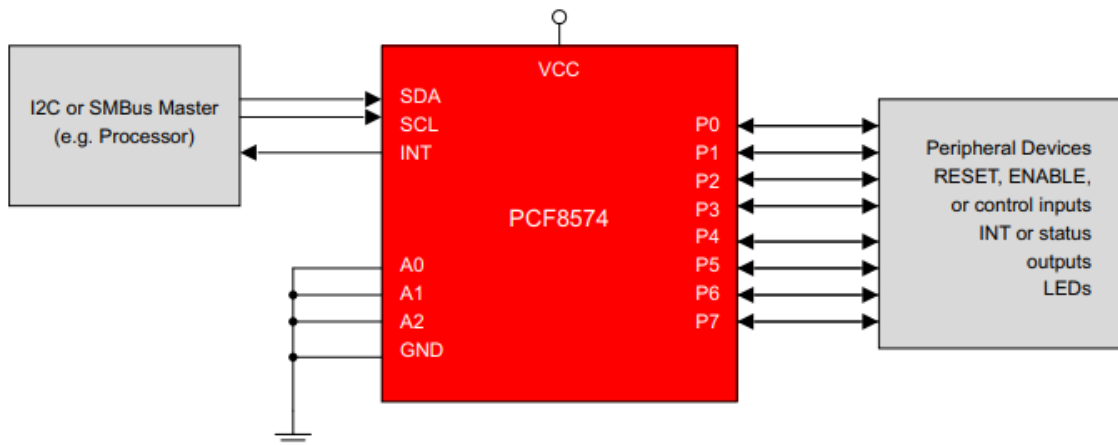 I2C or SMBus Master
(e.g. Processor)
VCC
SDA
SCL
INT
A0
A1
A2
GND
PCF8574
P0
P1
P2
P3
P4
P5
P6
P7
Peripheral Devices
RESET, ENABLE,
or control inputs
INT or status
outputs
LEDs